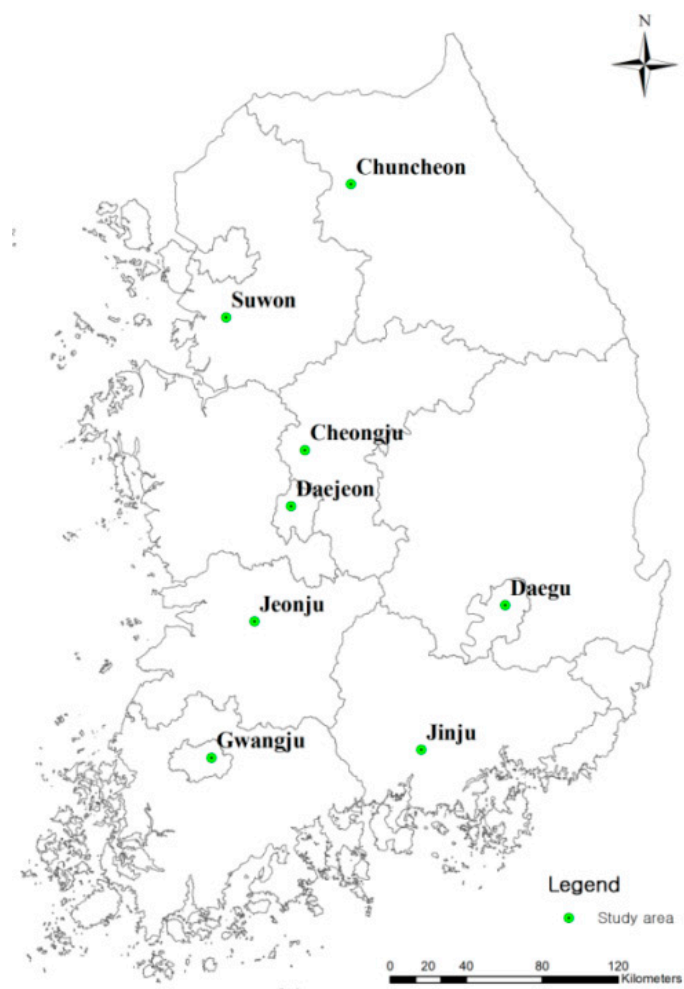 N
Chuncheon
Suwon
Cheongju
Daejeon
Daegu
Jeonju
Jinju
Gwangju
Legend
Study area
0 20 40 80 120
Kilometers